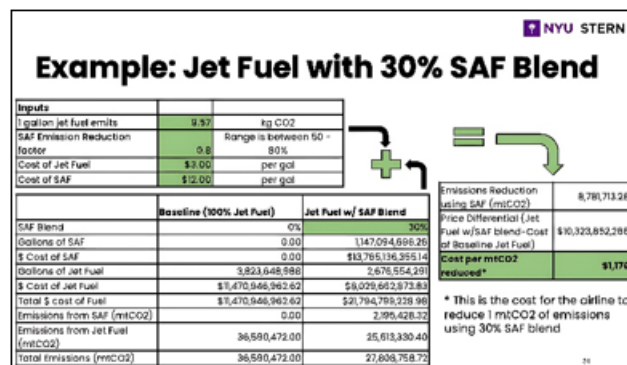 NYU STERN
Example: Jet Fuel with 30% SAF Blend
Inputs
1 gallon jet fuel emits 9.57 kg CO2
SAF Emission Reduction factor 0.8 Range is between 50 - 80%
Cost of Jet Fuel $3.00 per gal
Cost of SAF $12.00 per gal
Baseline (100% Jet Fuel) Jet Fuel w/ SAF Blend
SAF Blend 0% 30%
Gallons of SAF 0.00 1,147,094,696.26
$ Cost of SAF 0.00 $13,765,136,355.14
Gallons of Jet Fuel 3,823,648,988 2,676,554,291
$ Cost of Jet Fuel $11,470,946,962.62 $8,029,662,873.83
Total $ cost of Fuel $11,470,946,962.62 $21,794,799,228.98
Emissions from SAF (mtCO2) 0.00 2,195,428.32
Emissions from Jet Fuel
(mtCO2) 36,590,472.00 25,613,330.40
Total Emissions (mtCO2) 36,590,472.00 27,808,758.72
Emissions Reduction
using SAF (mtCO2) 8,781,713.28
Price Differential (Jet
Fuel w/SAF blend-Cost
of Baseline Jet Fuel) $10,323,852,266
Cost per mtCO2
reduced* $1,176
* This is the cost for the airline to
reduce 1 mtCO2 of emissions
using 30% SAF blend